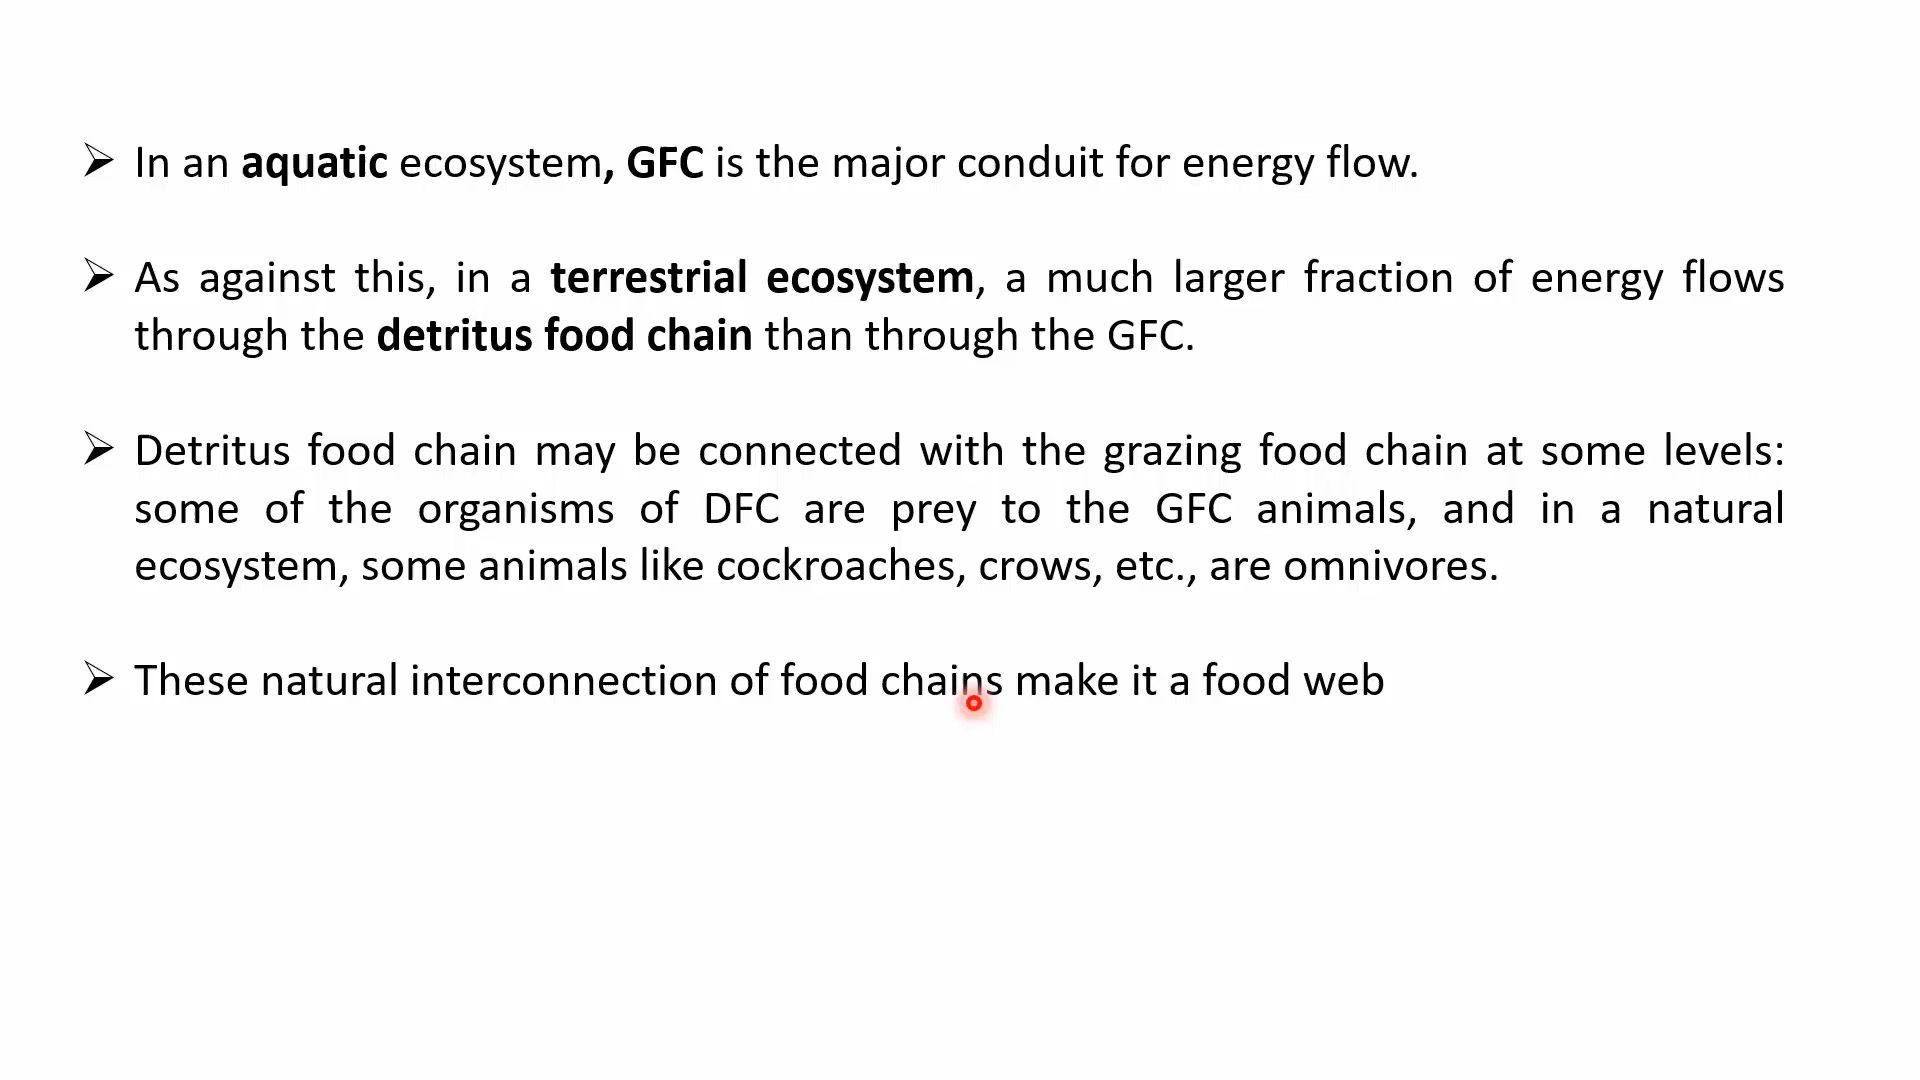 ➢ In an aquatic ecosystem, GFC is the major conduit for energy flow.
➢ As against this, in a terrestrial ecosystem, a much larger fraction of energy flows
through the detritus food chain than through the GFC.
➢ Detritus food chain may be connected with the grazing food chain at some levels:
some of the organisms of DFC are prey to the GFC animals, and in a natural
ecosystem, some animals like cockroaches, crows, etc., are omnivores.
➢ These natural interconnection of food chains make it a food web